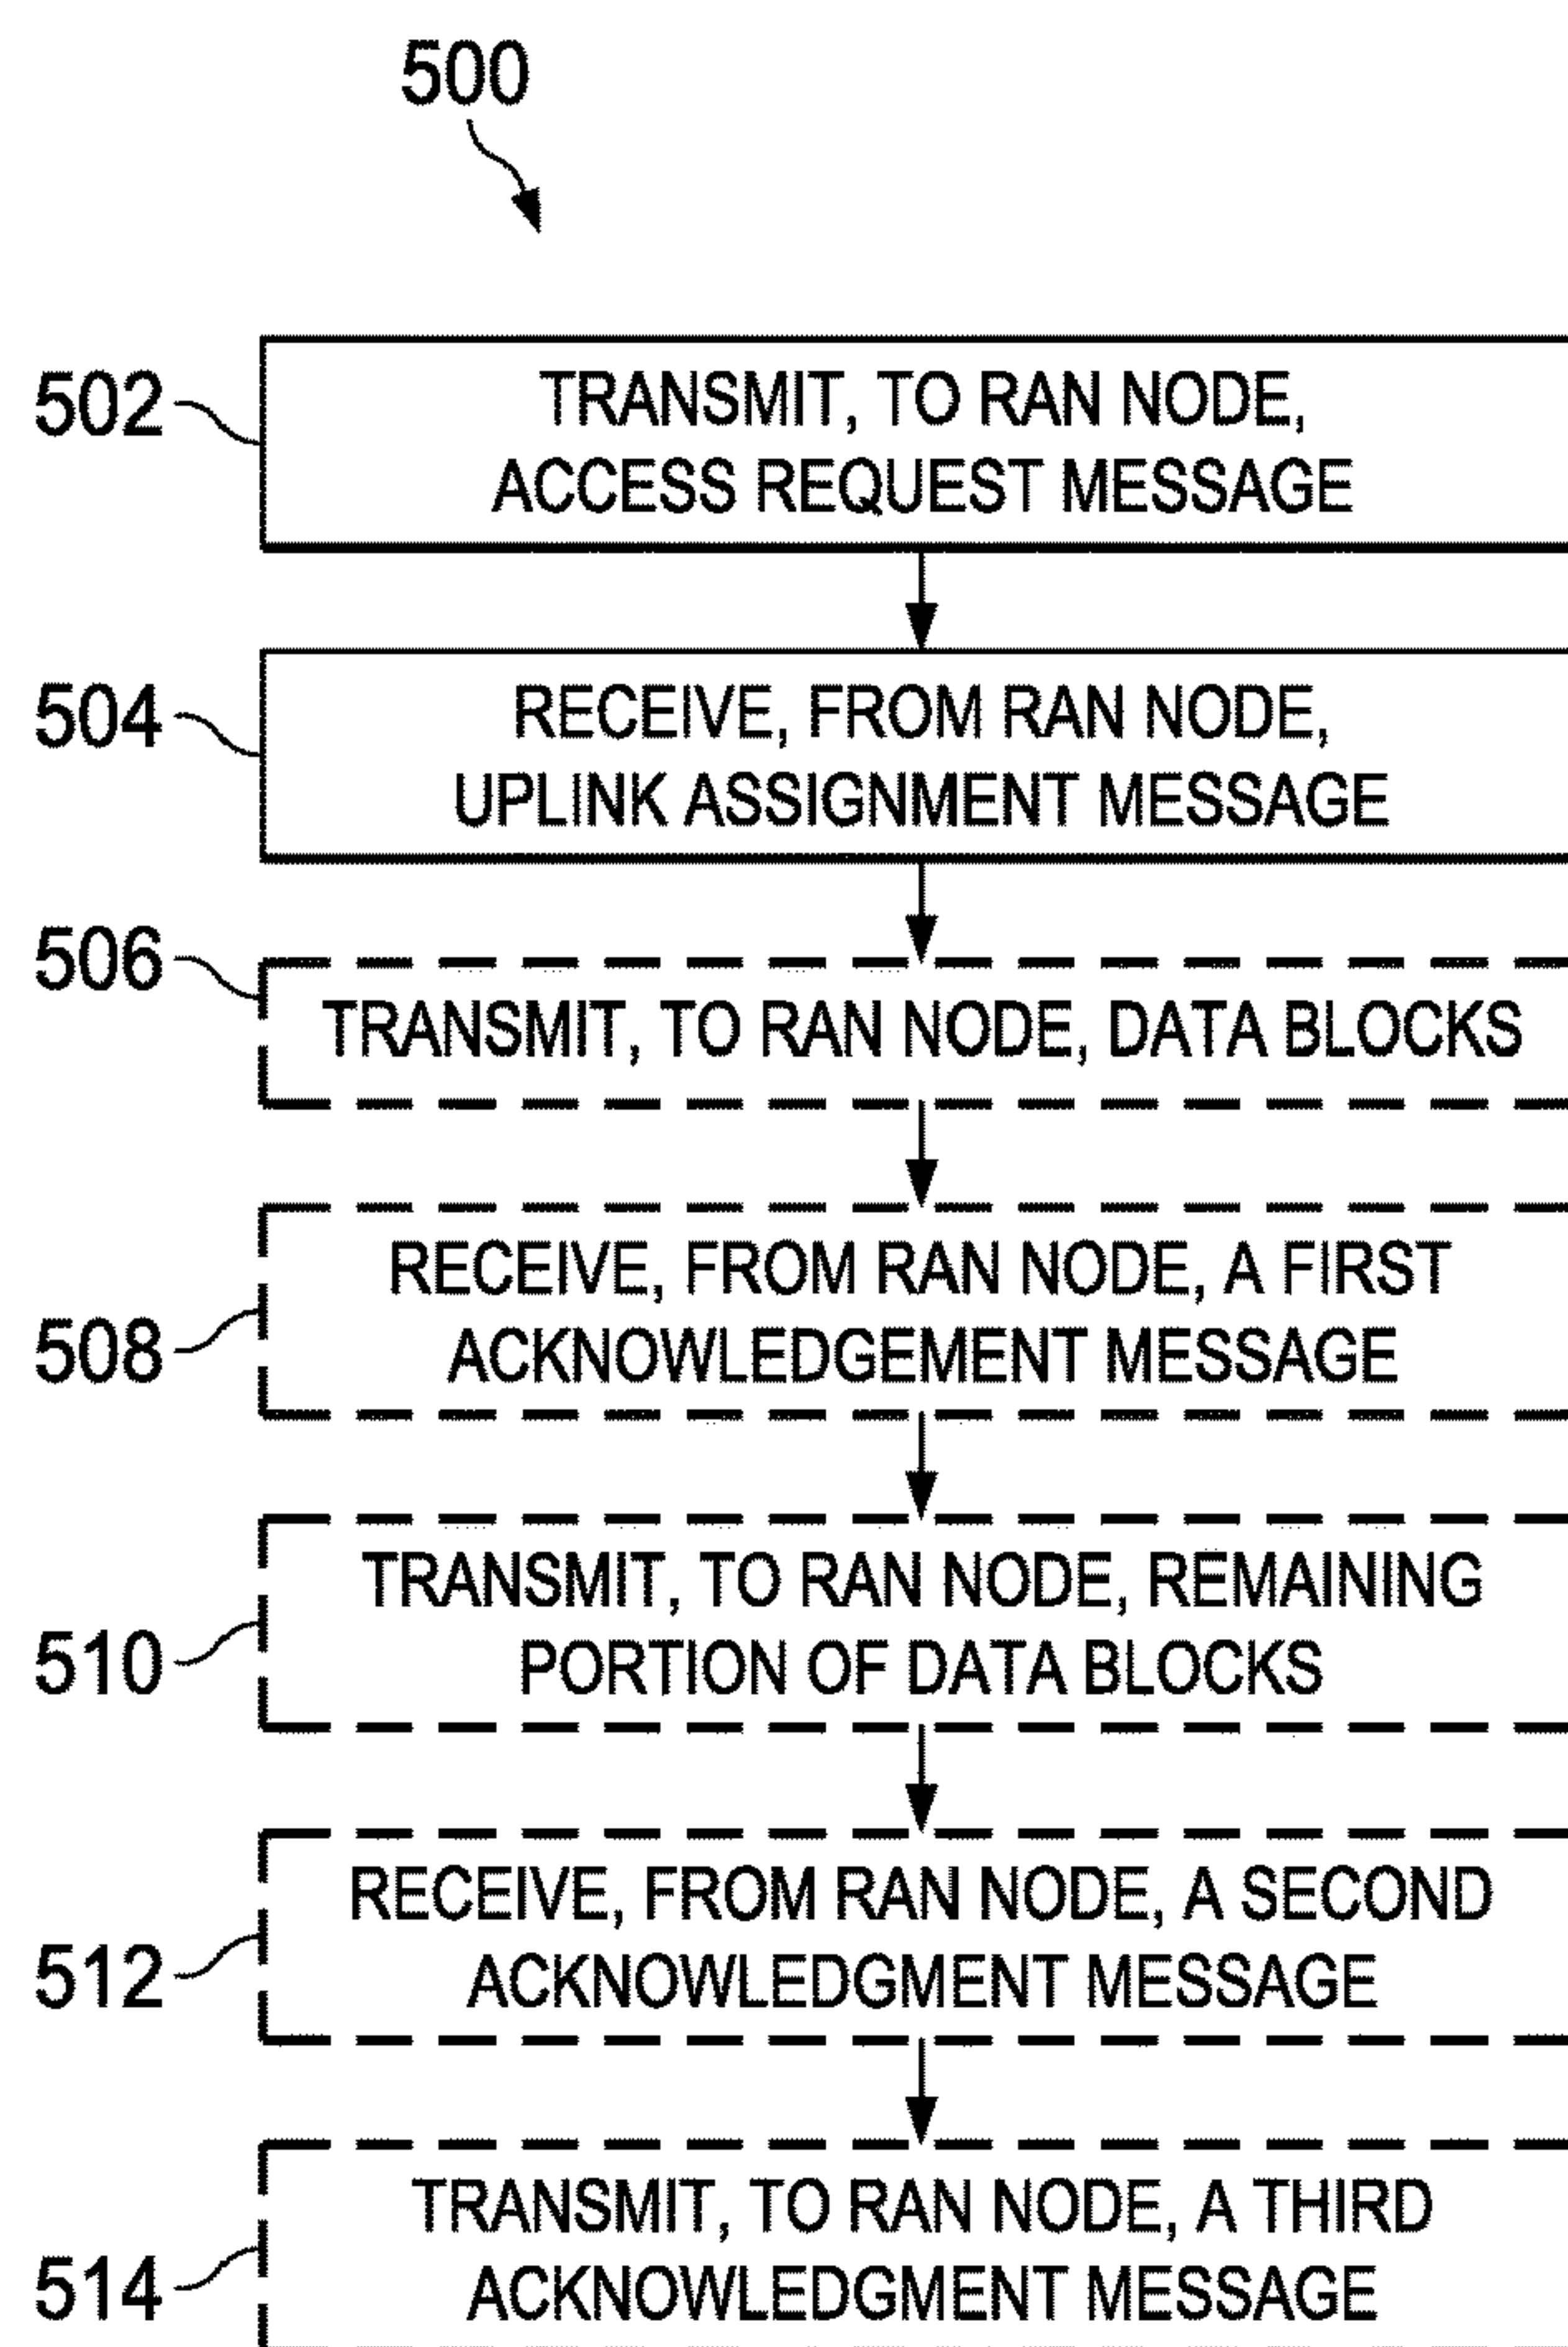 500
502
TRANSMIT, TO RAN NODE,
ACCESS REQUEST MESSAGE
504
RECEIVE, FROM RAN NODE,
UPLINK ASSIGNMENT MESSAGE
506
TRANSMIT, TO RAN NODE, DATA BLOCKS
508
RECEIVE, FROM RAN NODE, A FIRST
ACKNOWLEDGEMENT MESSAGE
510
TRANSMIT, TO RAN NODE, REMAINING
PORTION OF DATA BLOCKS
512
RECEIVE, FROM RAN NODE, A SECOND
ACKNOWLEDGMENT MESSAGE
514
TRANSMIT, TO RAN NODE, A THIRD
ACKNOWLEDGMENT MESSAGE